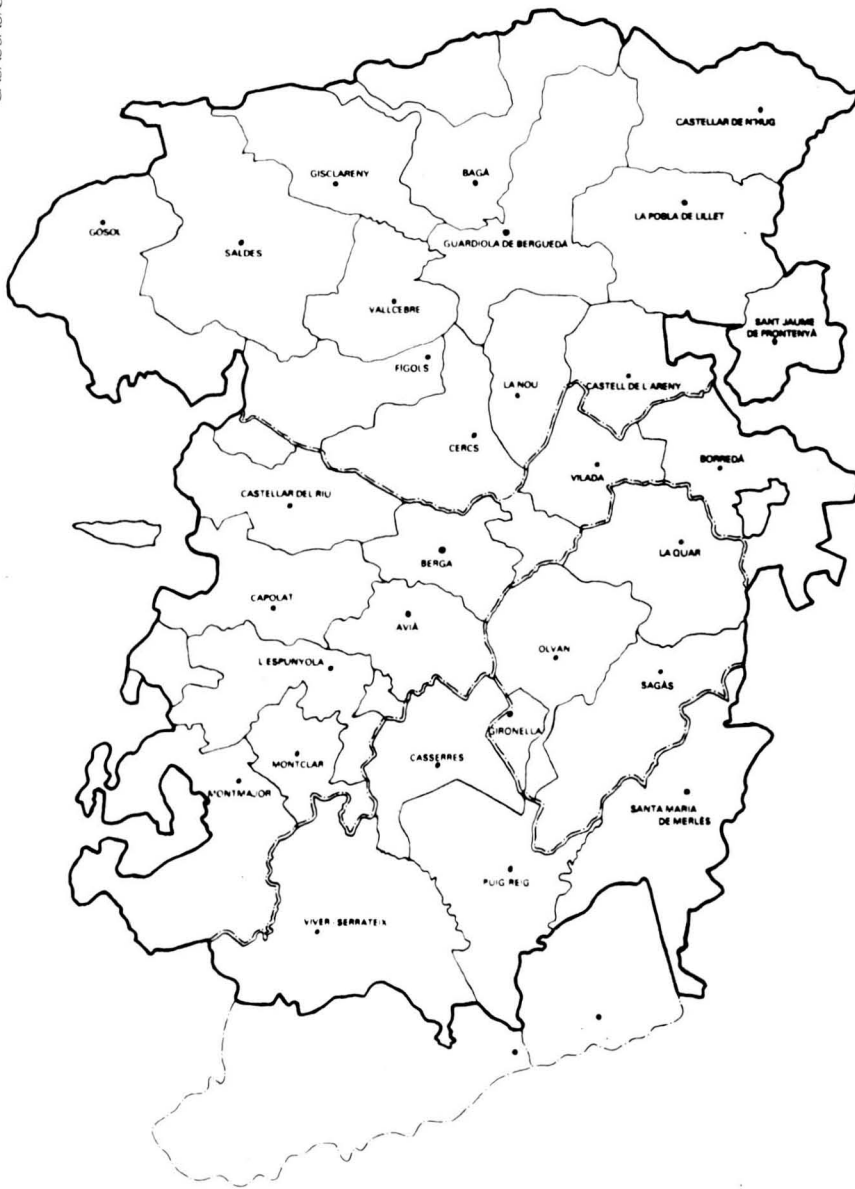 CASTELLAR DE N'HUG
GISCLARENY
BAGÀ
LA POBLA DE LILLET
GÓSOL
SALDES
GUARDIOLA DE BERGUEDÀ
VALLCEBRE
SANT JAUME
DE FRONTENYÀ
FIGOLS
LA NOU
CASTELL DE L'ARENY
CERCS
BORREDÀ
VILADA
CASTELLAR DEL RIU
LA QUAR
BERGA
CAPOLAT
AVIÀ
OLVAN
L'ESPUNYOLA
SAGÀS
GIRONELLA
MONTCLAR
CASSERRES
MONTMAJOR
SANTA MARIA
DE MERLÈS
PUIG-REIG
VIVER-SERRATEIX